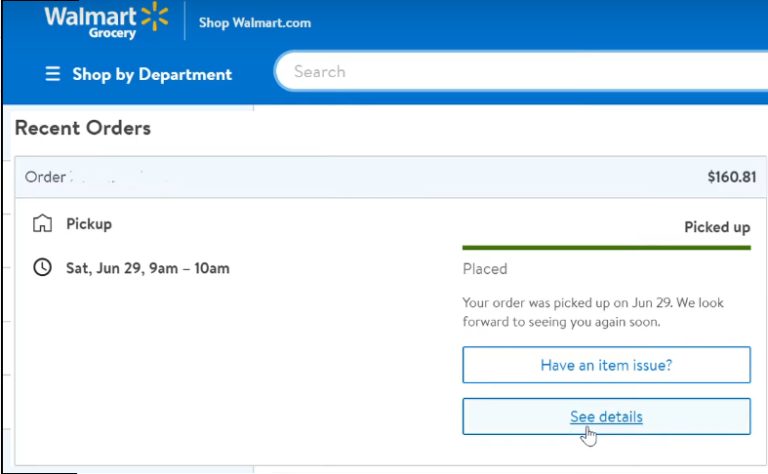 Walmart
Grocery
Shop Walmart.com
Shop by Department
Search
Recent Orders
Order
$160.81
Pickup
Picked up
Sat, Jun 29, 9am – 10am
Placed
Your order was picked up on Jun 29. We look
forward to seeing you again soon.
Have an item issue?
See details